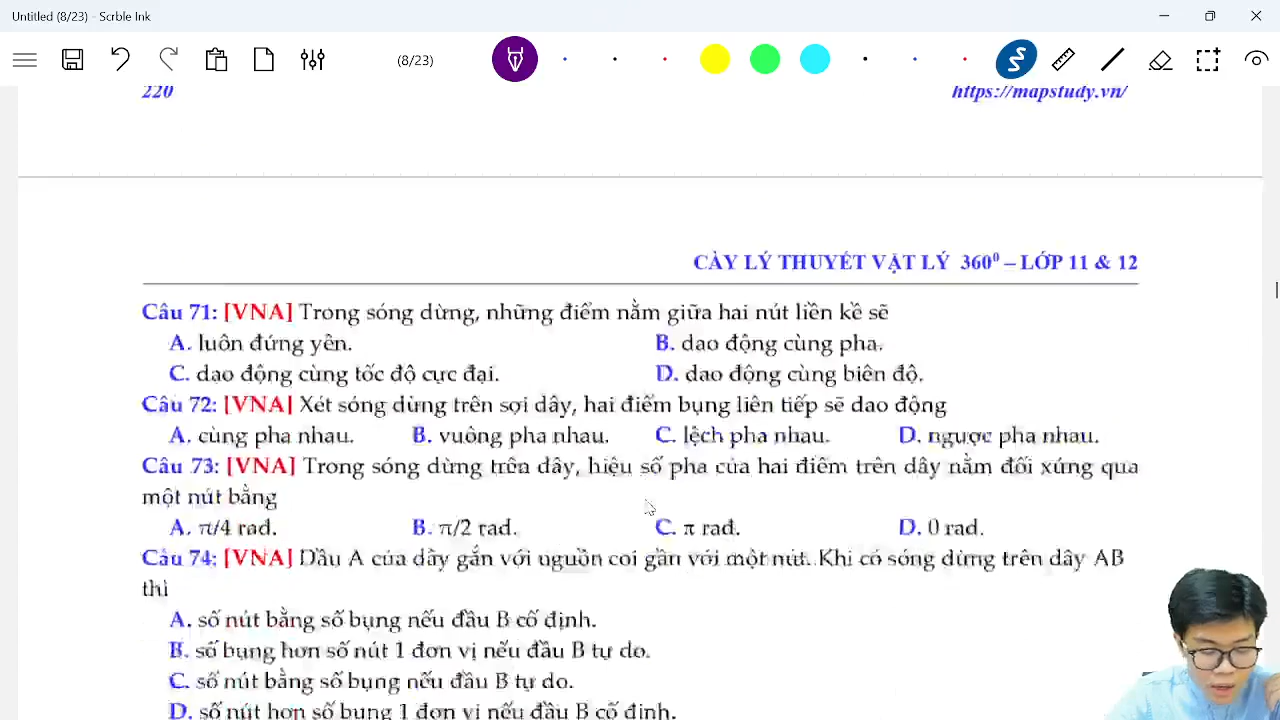 Untitled (8/23) - Scrble Ink
(8/23)
220 https://mapstudy.vn/
CÀY LÝ THUYẾT VẬT LÝ 360⁰ – LỚP 11 & 12
Câu 71: [VNA] Trong sóng dừng, những điểm nằm giữa hai nút liền kề sẽ
A. luôn đứng yên. B. dao động cùng pha.
C. dao động cùng tốc độ cực đại. D. dao động cùng biên độ.
Câu 72: [VNA] Xét sóng dừng trên sợi dây, hai điểm bụng liên tiếp sẽ dao động
A. cùng pha nhau. B. vuông pha nhau. C. lệch pha nhau. D. ngược pha nhau.
Câu 73: [VNA] Trong sóng dừng trên dây, hiệu số pha của hai điểm trên dây nằm đối xứng qua
một nút bằng
A. π/4 rad. B. π/2 rad. C. π rad. D. 0 rad.
Câu 74: [VNA] Đầu A của dây gắn với nguồn coi gần với một nút. Khi có sóng dừng trên dây AB
thì
A. số nút bằng số bụng nếu đầu B cố định.
B. số bụng hơn số nút 1 đơn vị nếu đầu B tự do.
C. số nút bằng số bụng nếu đầu B tự do.
D. số nút hơn số bụng 1 đơn vị nếu đầu B cố định.